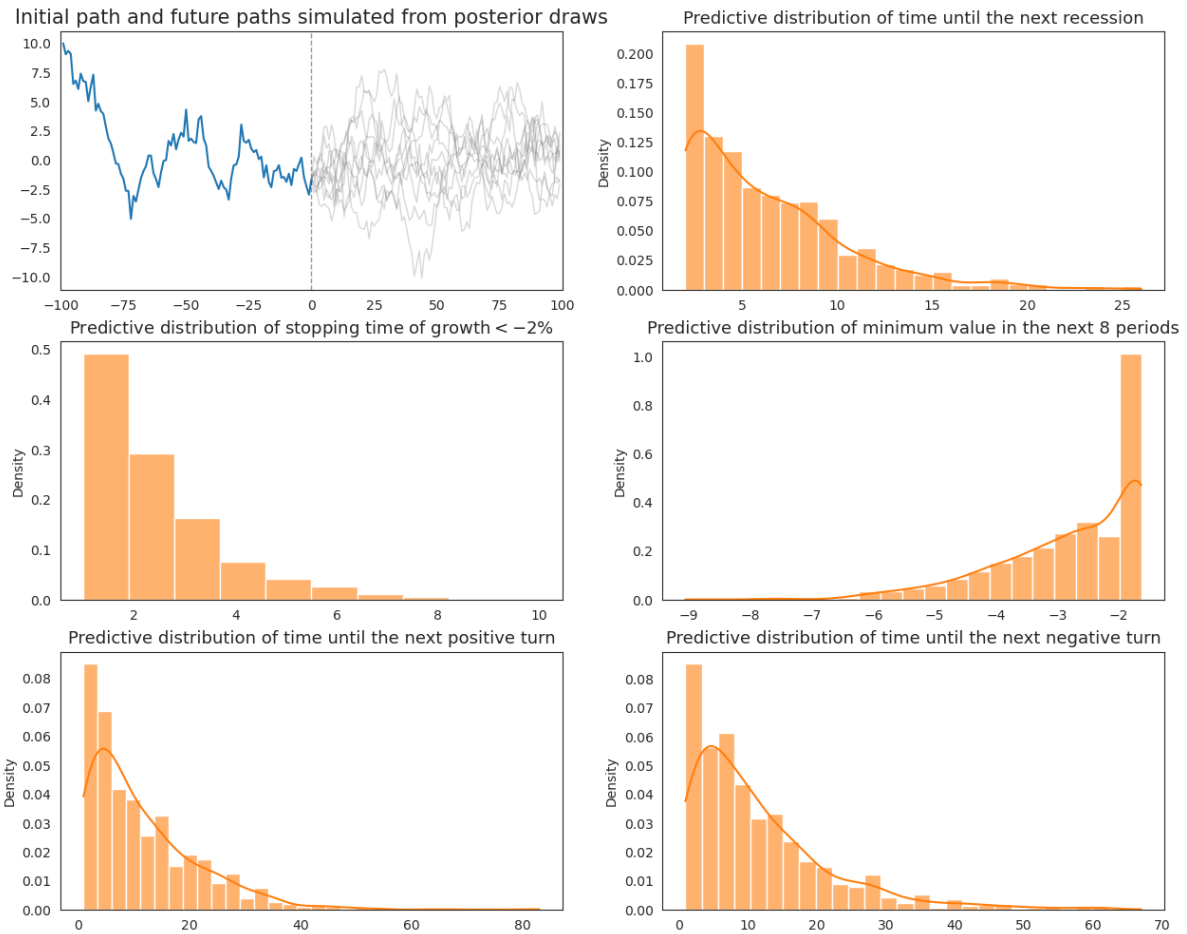 Initial path and future paths simulated from posterior draws
10.0
7.5
5.0
2.5
0.0
−2.5
−5.0
−7.5
−10.0
−100 −75 −50 −25 0 25 50 75 100
Predictive distribution of time until the next recession
Density
0.200
0.175
0.150
0.125
0.100
0.075
0.050
0.025
0.000
5 10 15 20 25
Predictive distribution of stopping time of growth < −2%
Density
0.5
0.4
0.3
0.2
0.1
0.0
2 4 6 8 10
Predictive distribution of minimum value in the next 8 periods
Density
1.0
0.8
0.6
0.4
0.2
0.0
−9 −8 −7 −6 −5 −4 −3 −2
Predictive distribution of time until the next positive turn
Density
0.08
0.07
0.06
0.05
0.04
0.03
0.02
0.01
0.00
0 20 40 60 80
Predictive distribution of time until the next negative turn
Density
0.08
0.07
0.06
0.05
0.04
0.03
0.02
0.01
0.00
0 10 20 30 40 50 60 70